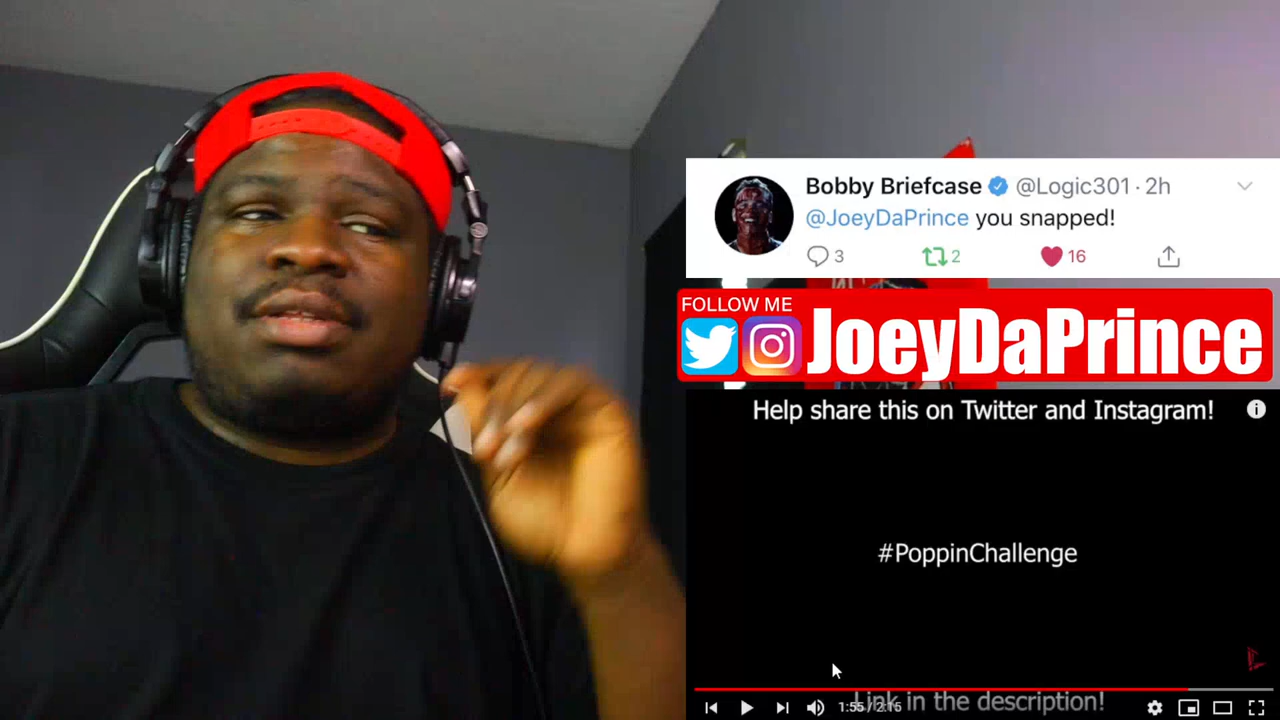 Bobby Briefcase @Logic301 · 2h
@JoeyDaPrince you snapped!
3 2 16
FOLLOW ME
JoeyDaPrince
Help share this on Twitter and Instagram!
#PoppinChallenge
Link in the description!
1:55 / 2:15